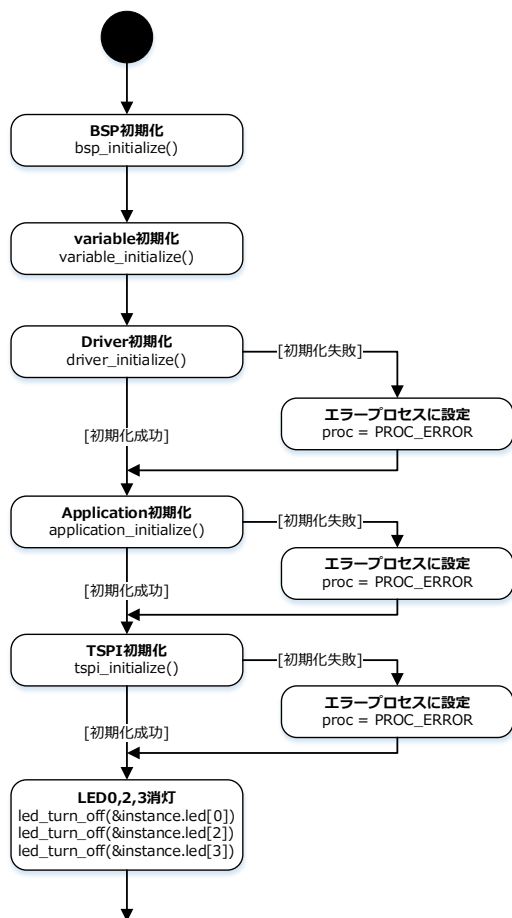 BSP初期化
bsp_initialize()
variable初期化
variable_initialize()
Driver初期化
driver_initialize()
[初期化失敗]
エラープロセスに設定
proc = PROC_ERROR
[初期化成功]
Application初期化
application_initialize()
[初期化失敗]
エラープロセスに設定
proc = PROC_ERROR
[初期化成功]
TSPI初期化
tspi_initialize()
[初期化失敗]
エラープロセスに設定
proc = PROC_ERROR
[初期化成功]
LED0,2,3消灯
led_turn_off(&instance.led[0])
led_turn_off(&instance.led[2])
led_turn_off(&instance.led[3])